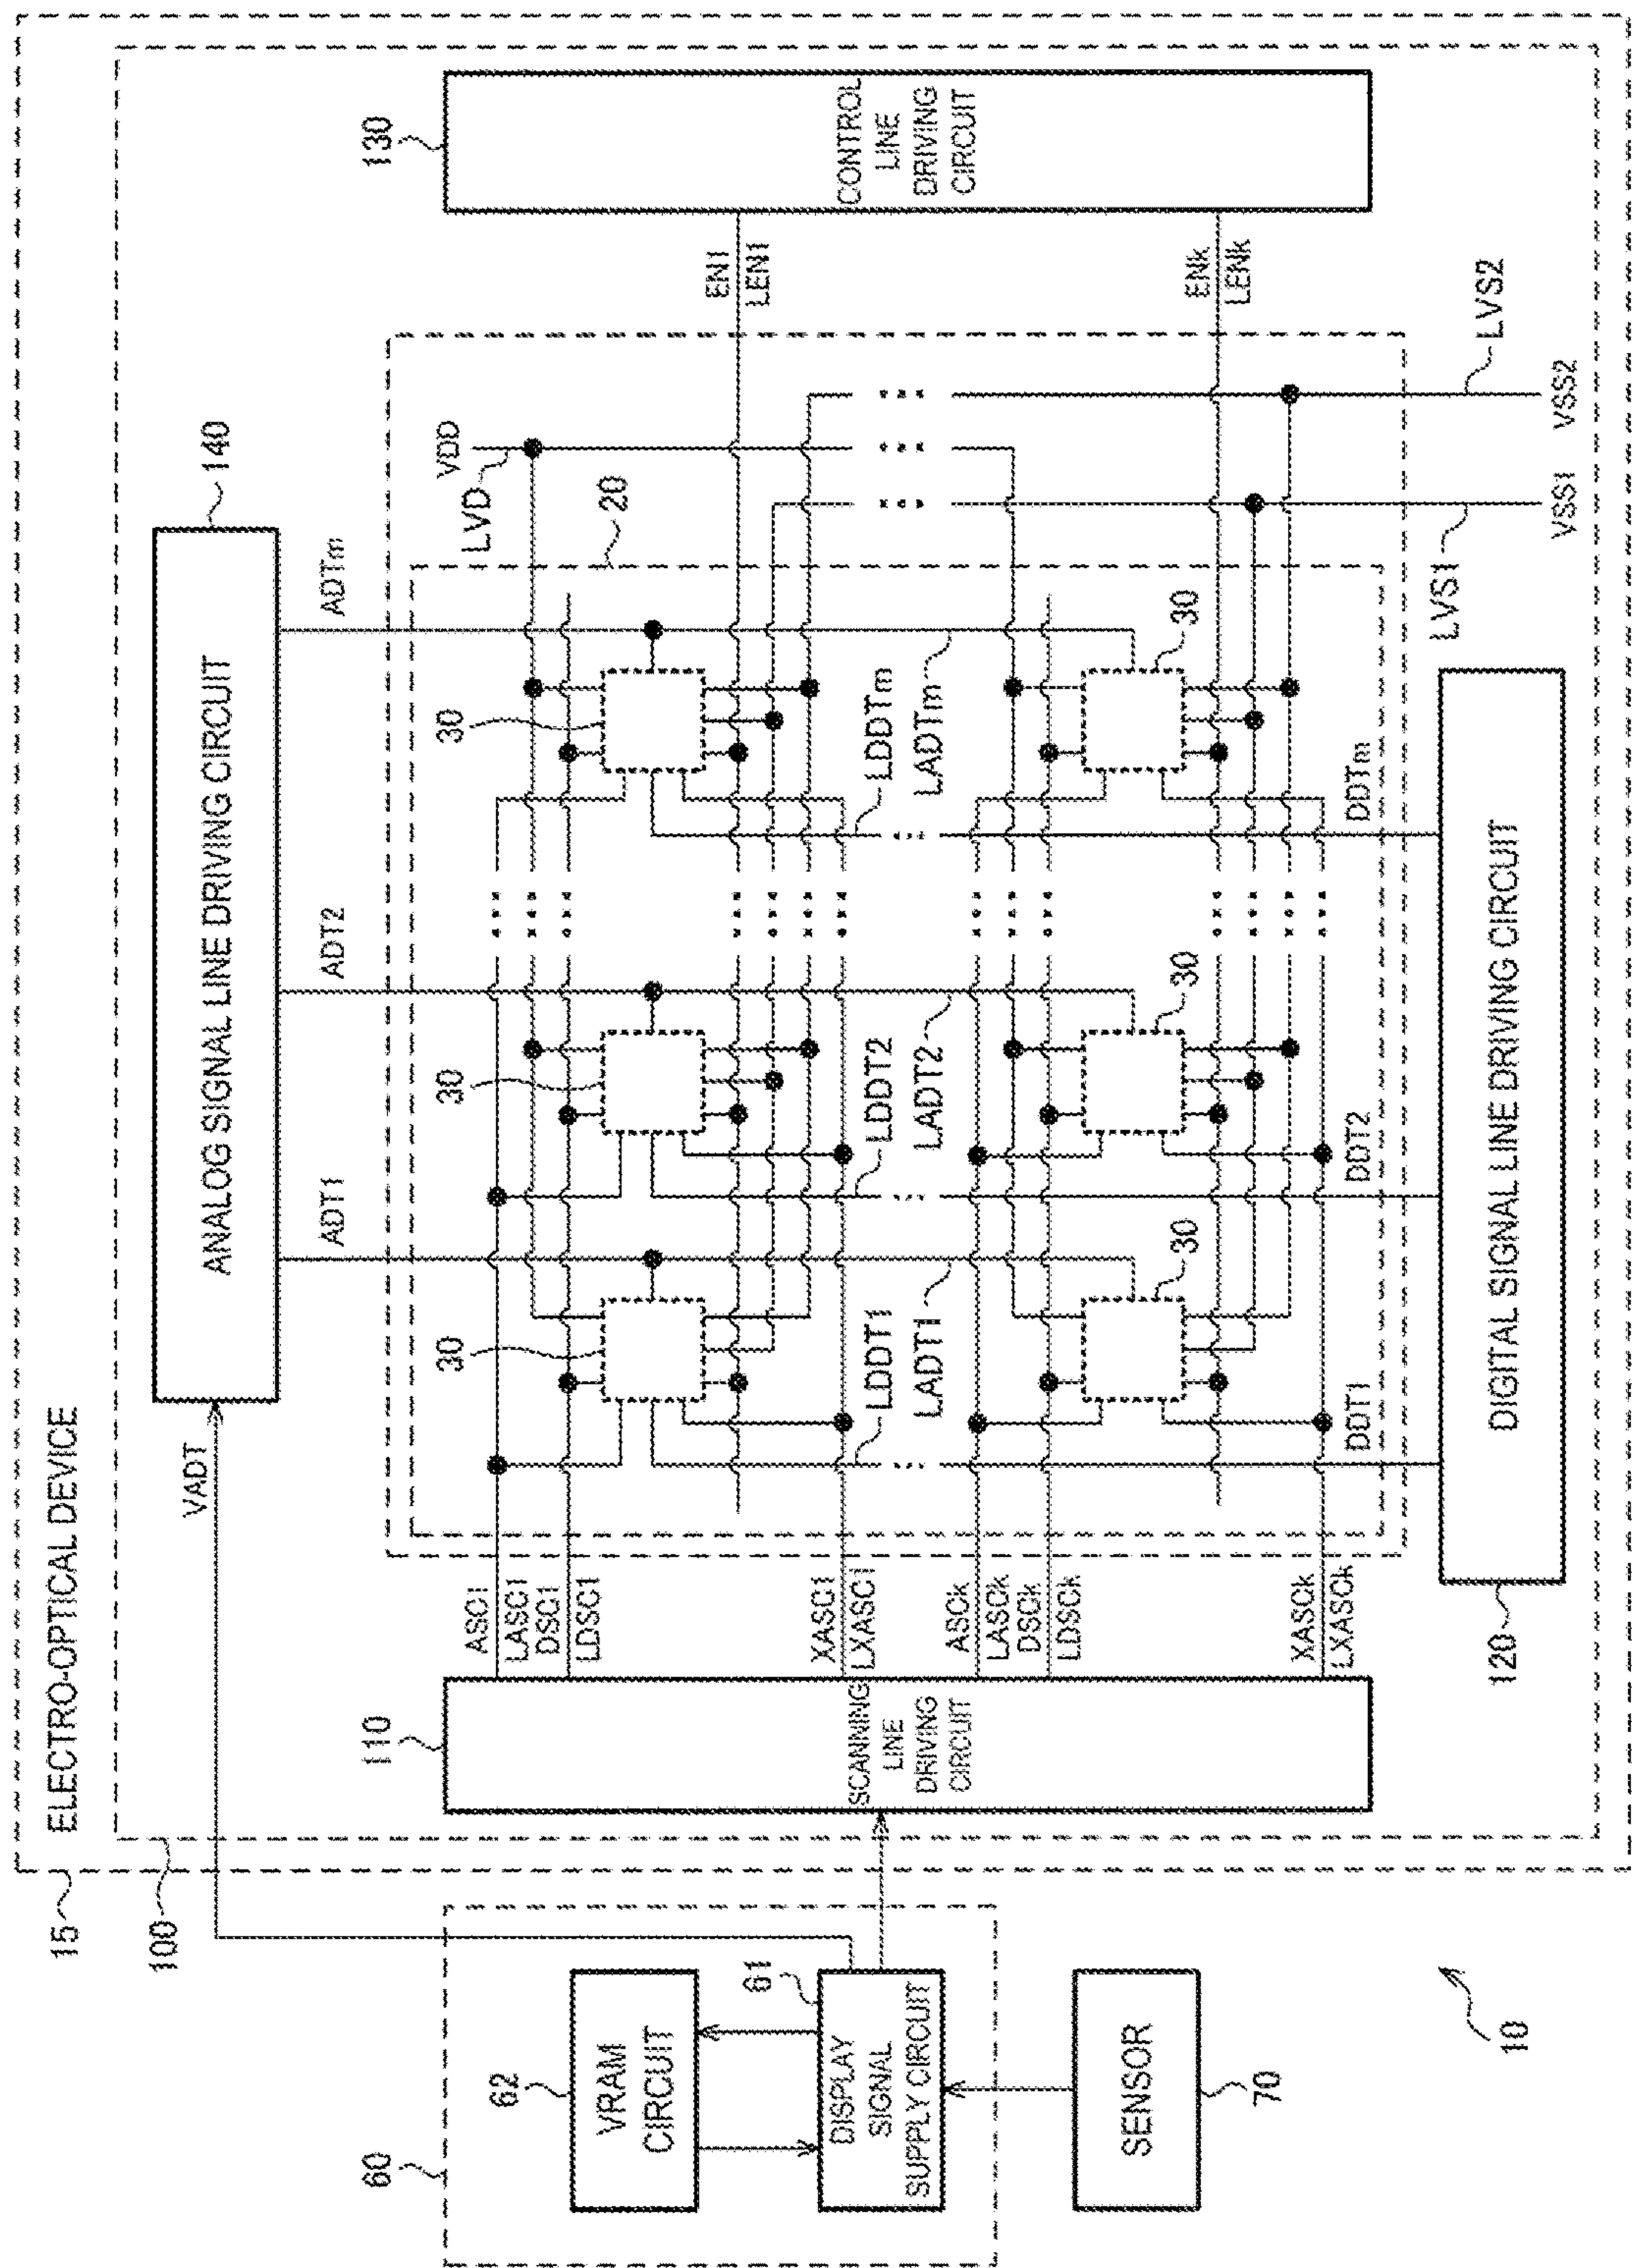 15
ELECTRO-OPTICAL DEVICE
100
VADT
ANALOG SIGNAL LINE DRIVING CIRCUIT
140
ADT1
ADT2
ADTm
60
62
VRAM
CIRCUIT
61
DISPLAY
SIGNAL
SUPPLY CIRCUIT
SENSOR
70
10
110
SCANNING
LINE
DRIVING
CIRCUIT
ASC1
LASC1
DSC1
LDSC1
XASC1
LXASC1
ASCk
LASCk
DSCk
LDSCk
XASCk
LXASCk
30
30
30
LVD
VDD
20
LDDT1
LADT1
LDDT2
LADT2
LDDTm
LADTm
30
30
30
DDT1
DDT2
DDTm
EN1
LEN1
ENk
LENk
130
CONTROL
LINE
DRIVING
CIRCUIT
LVS1
VSS1
LVS2
VSS2
120
DIGITAL SIGNAL LINE DRIVING CIRCUIT